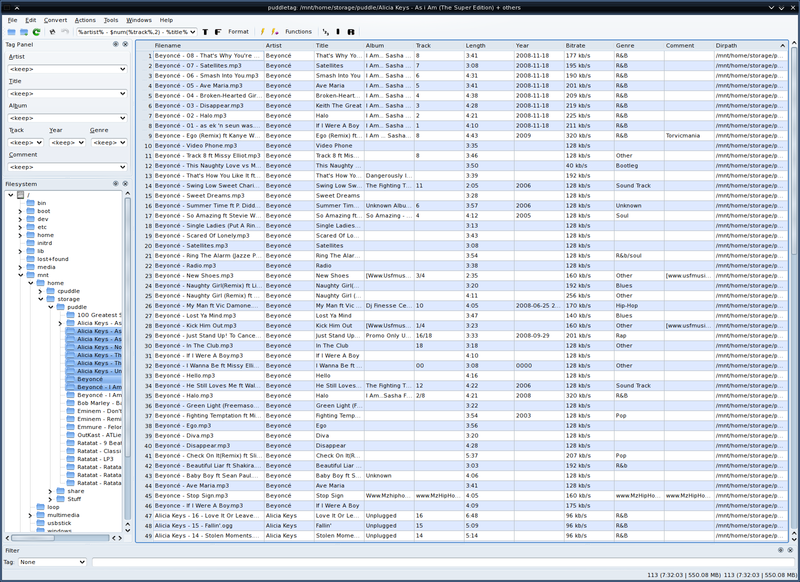 puddletag /mnt/home/storage/puddle/Alicia Keys - As i Am (The Super Edition) + others
File Edit Convert Actions Tools Windows Help
%artist% - $num(%track%,2) - %title% Format Functions
Tag Panel
Artist
<keep>
Title
<keep>
Album
<keep>
Track Year Genre
<keep> <keep> <keep>
Comment
<keep>
Filesystem
/
bin
boot
dev
etc
home
initrd
lib
lost+found
media
mnt
home
cpuddle
storage
puddle
100 Greatest S
Alicia Keys - As
Alicia Keys - As
Alicia Keys - As
Alicia Keys - No
Alicia Keys - Th
Alicia Keys - Th
Alicia Keys - Un
Beyoncé
Beyoncé - I Am
Beyoncé - I Am
Bob Marley - B
Eminem - Don't
Eminem - Remi
Emmure - Felon
OutKast - ATLie
Ratatat - 9 Beat
Ratatat - Classi
Ratatat - LP3
Ratatat - Ratata
Ratatat - Ratata
Ratatat - Ratata
share
Stuff
loop
multimedia
usbstick
windows
Filename Artist Title Album Track Length Year Bitrate Genre Comment Dirpath
1 Beyoncé - 08 - That's Why You're ... Beyoncé That's Why Yo... I Am.. Sasha ... 8 3:41 2008-11-18 177 kb/s R&B /mnt/home/storage/p...
2 Beyoncé - 07 - Satellites.mp3 Beyoncé Satellites I Am... Sasha ... 7 3:08 2008-11-18 195 kb/s R&B /mnt/home/storage/p...
3 Beyoncé - 06 - Smash Into You.mp3 Beyoncé Smash Into You I Am... Sasha ... 6 4:31 2008-11-18 190 kb/s R&B /mnt/home/storage/p...
4 Beyoncé - 05 - Ave Maria.mp3 Beyoncé Ave Maria I Am... Sasha ... 5 3:41 2008-11-18 201 kb/s R&B /mnt/home/storage/p...
5 Beyoncé - 04 - Broken-Hearted Gir... Beyoncé Broken-Heart... I Am... Sasha ... 4 4:38 2008-11-18 209 kb/s R&B /mnt/home/storage/p...
6 Beyoncé - 03 - Disappear.mp3 Beyoncé Keith The Great I Am... Sasha ... 3 4:28 2008-11-18 219 kb/s R&B /mnt/home/storage/p...
7 Beyoncé - 02 - Halo.mp3 Beyoncé Halo I Am... Sasha ... 2 4:21 2008-11-18 225 kb/s R&B /mnt/home/storage/p...
8 Beyoncé - 01 - as ek 'n seun was.... Beyoncé If I Were A Boy I Am... Sasha ... 1 4:10 2008-11-18 211 kb/s R&B /mnt/home/storage/p...
9 Beyoncé - Ego (Remix) ft Kanye W... Beyoncé Ego (Remix) ft... I Am ... Sasha ... 8 4:43 2009 320 kb/s R&B Torvicmania /mnt/home/storage/p...
10 Beyoncé - Video Phone.mp3 Beyoncé Video Phone 3:35 128 kb/s /mnt/home/storage/p...
11 Beyoncé - Track 8 ft Missy Elliot.mp3 Beyoncé Track 8 ft Mis... 8 3:46 128 kb/s Other /mnt/home/storage/p...
12 Beyoncé - This Naughty Love vs M... Beyoncé This Naughty ... 3:50 40 kb/s Bootleg /mnt/home/storage/p...
13 Beyoncé - That's How You Like It ft... Beyoncé That's How Yo... Dangerously I... 3:39 192 kb/s /mnt/home/storage/p...
14 Beyoncé - Swing Low Sweet Chari... Beyoncé Swing Low Sw... The Fighting T... 11 2:05 2006 128 kb/s Sound Track /mnt/home/storage/p...
15 Beyoncé - Sweet Dreams.mp3 Beyoncé Sweet Dreams 3:28 128 kb/s /mnt/home/storage/p...
16 Beyoncé - Summer Time ft P. Didd... Beyoncé Summer Tim... Unknown Albu... 6 3:57 2006 128 kb/s Unknown /mnt/home/storage/p...
17 Beyoncé - So Amazing ft Stevie W... Beyoncé So Amazing ft... So Amazing - ... 4 4:12 2005 128 kb/s Soul /mnt/home/storage/p...
18 Beyoncé - Single Ladies (Put A Rin... Beyoncé Single Ladies... 3:13 128 kb/s /mnt/home/storage/p...
19 Beyoncé - Scared Of Lonely.mp3 Beyoncé Scared Of Lo... 3:43 128 kb/s /mnt/home/storage/p...
20 Beyoncé - Satellites.mp3 Beyoncé Satellites 3:08 128 kb/s /mnt/home/storage/p...
21 Beyoncé - Ring The Alarm (Jazze P... Beyoncé Ring The Alar... 3:54 128 kb/s R&b/soul /mnt/home/storage/p...
22 Beyoncé - Radio.mp3 Beyoncé Radio 3:38 128 kb/s /mnt/home/storage/p...
23 Beyoncé - New Shoes.mp3 Beyoncé New Shoes [Www.Usfmus... 3/4 2:35 160 kb/s Other [www.usfmusi... /mnt/home/storage/p...
24 Beyoncé - Naughty Girl(Remix) ft Li... Beyoncé Naughty Girl(... 3:20 192 kb/s Blues /mnt/home/storage/p...
25 Beyoncé - Naughty Girl (Remix) ft ... Beyoncé Naughty Girl (... 4:11 256 kb/s Other /mnt/home/storage/p...
26 Beyoncé - My Man ft Vic Damone.... Beyoncé My Man ft Vic... Dj Finesse Ce... 10 4:05 2008-06-25 2... 170 kb/s Hip-Hop /mnt/home/storage/p...
27 Beyoncé - Lost Ya Mind.mp3 Beyoncé Lost Ya Mind 3:47 140 kb/s Blues /mnt/home/storage/p...
28 Beyoncé - Kick Him Out.mp3 Beyoncé Kick Him Out [Www.Usfmus... 1/4 3:23 160 kb/s Other [www.usfmusi... /mnt/home/storage/p...
29 Beyoncé - Just Stand Up! To Cance... Beyoncé Just Stand Up... Promo Only U... 16/18 3:33 2008-09-29 201 kb/s Rap /mnt/home/storage/p...
30 Beyoncé - In The Club.mp3 Beyoncé In The Club 18 3:18 128 kb/s Other /mnt/home/storage/p...
31 Beyoncé - If I Were A Boy.mp3 Beyoncé If I Were A Boy 4:10 128 kb/s /mnt/home/storage/p...
32 Beyoncé - I Wanna Be ft Missy Elli... Beyoncé I Wanna Be ft ... 00 3:08 0000 128 kb/s Other /mnt/home/storage/p...
33 Beyoncé - Hello.mp3 Beyoncé Hello 4:16 128 kb/s /mnt/home/storage/p...
34 Beyoncé - He Still Loves Me ft Wal... Beyoncé He Still Loves... The Fighting T... 12 4:22 2006 128 kb/s Sound Track /mnt/home/storage/p...
35 Beyoncé - Halo.mp3 Beyoncé Halo I Am...Sasha F... 2/8 4:21 2008 128 kb/s R&B /mnt/home/storage/p...
36 Beyoncé - Green Light (Freemaso... Beyoncé Green Light (F... 3:22 128 kb/s /mnt/home/storage/p...
37 Beyoncé - Fighting Temptation ft Mi... Beyoncé Fighting Temp... 3:54 2003 128 kb/s Pop /mnt/home/storage/p...
38 Beyoncé - Ego.mp3 Beyoncé Ego 3:56 128 kb/s /mnt/home/storage/p...
39 Beyoncé - Diva.mp3 Beyoncé Diva 3:20 128 kb/s /mnt/home/storage/p...
40 Beyoncé - Disappear.mp3 Beyoncé Disappear 4:28 128 kb/s /mnt/home/storage/p...
41 Beyoncé - Check On It(Remix) ft Sli... Beyoncé Check On It(R... 5:37 207 kb/s Pop /mnt/home/storage/p...
42 Beyoncé - Beautiful Liar ft Shakira... Beyoncé Beautiful Liar ... 3:08 192 kb/s R&B /mnt/home/storage/p...
43 Beyoncé - Baby Boy ft Sean Paul.... Beyoncé Baby Boy ft S... Unknown 4:06 128 kb/s /mnt/home/storage/p...
44 Beyoncé - Ave Maria.mp3 Beyoncé Ave Maria 3:41 128 kb/s /mnt/home/storage/p...
45 Beyoncé - Stop Sign.mp3 Beyoncé Stop Sign Www.Mzhipho... www.MzHipHo... 4:05 160 kb/s www.MzHipHo... www.MzHipHo... /mnt/home/storage/p...
46 Beyoncé - If I Were A Boy.mp3 Beyoncé If I Were A Boy 4:09 175 kb/s /mnt/home/storage/p...
47 Alicia Keys - 16 - Love It Or Leave... Alicia Keys Love It Or Le... Unplugged 16 6:48 96 kb/s R&B /mnt/home/storage/p...
48 Alicia Keys - 15 - Fallin'.ogg Alicia Keys Fallin' Unplugged 15 5:09 96 kb/s R&B /mnt/home/storage/p...
49 Alicia Keys - 14 - Stolen Moments.... Alicia Keys Stolen Mome... Unplugged 14 5:14 96 kb/s R&B /mnt/home/storage/p...
Filter
Tag: None
113 (7:32:03 | 550.08 MB) 113 (7:32:03 | 550.08 MB)